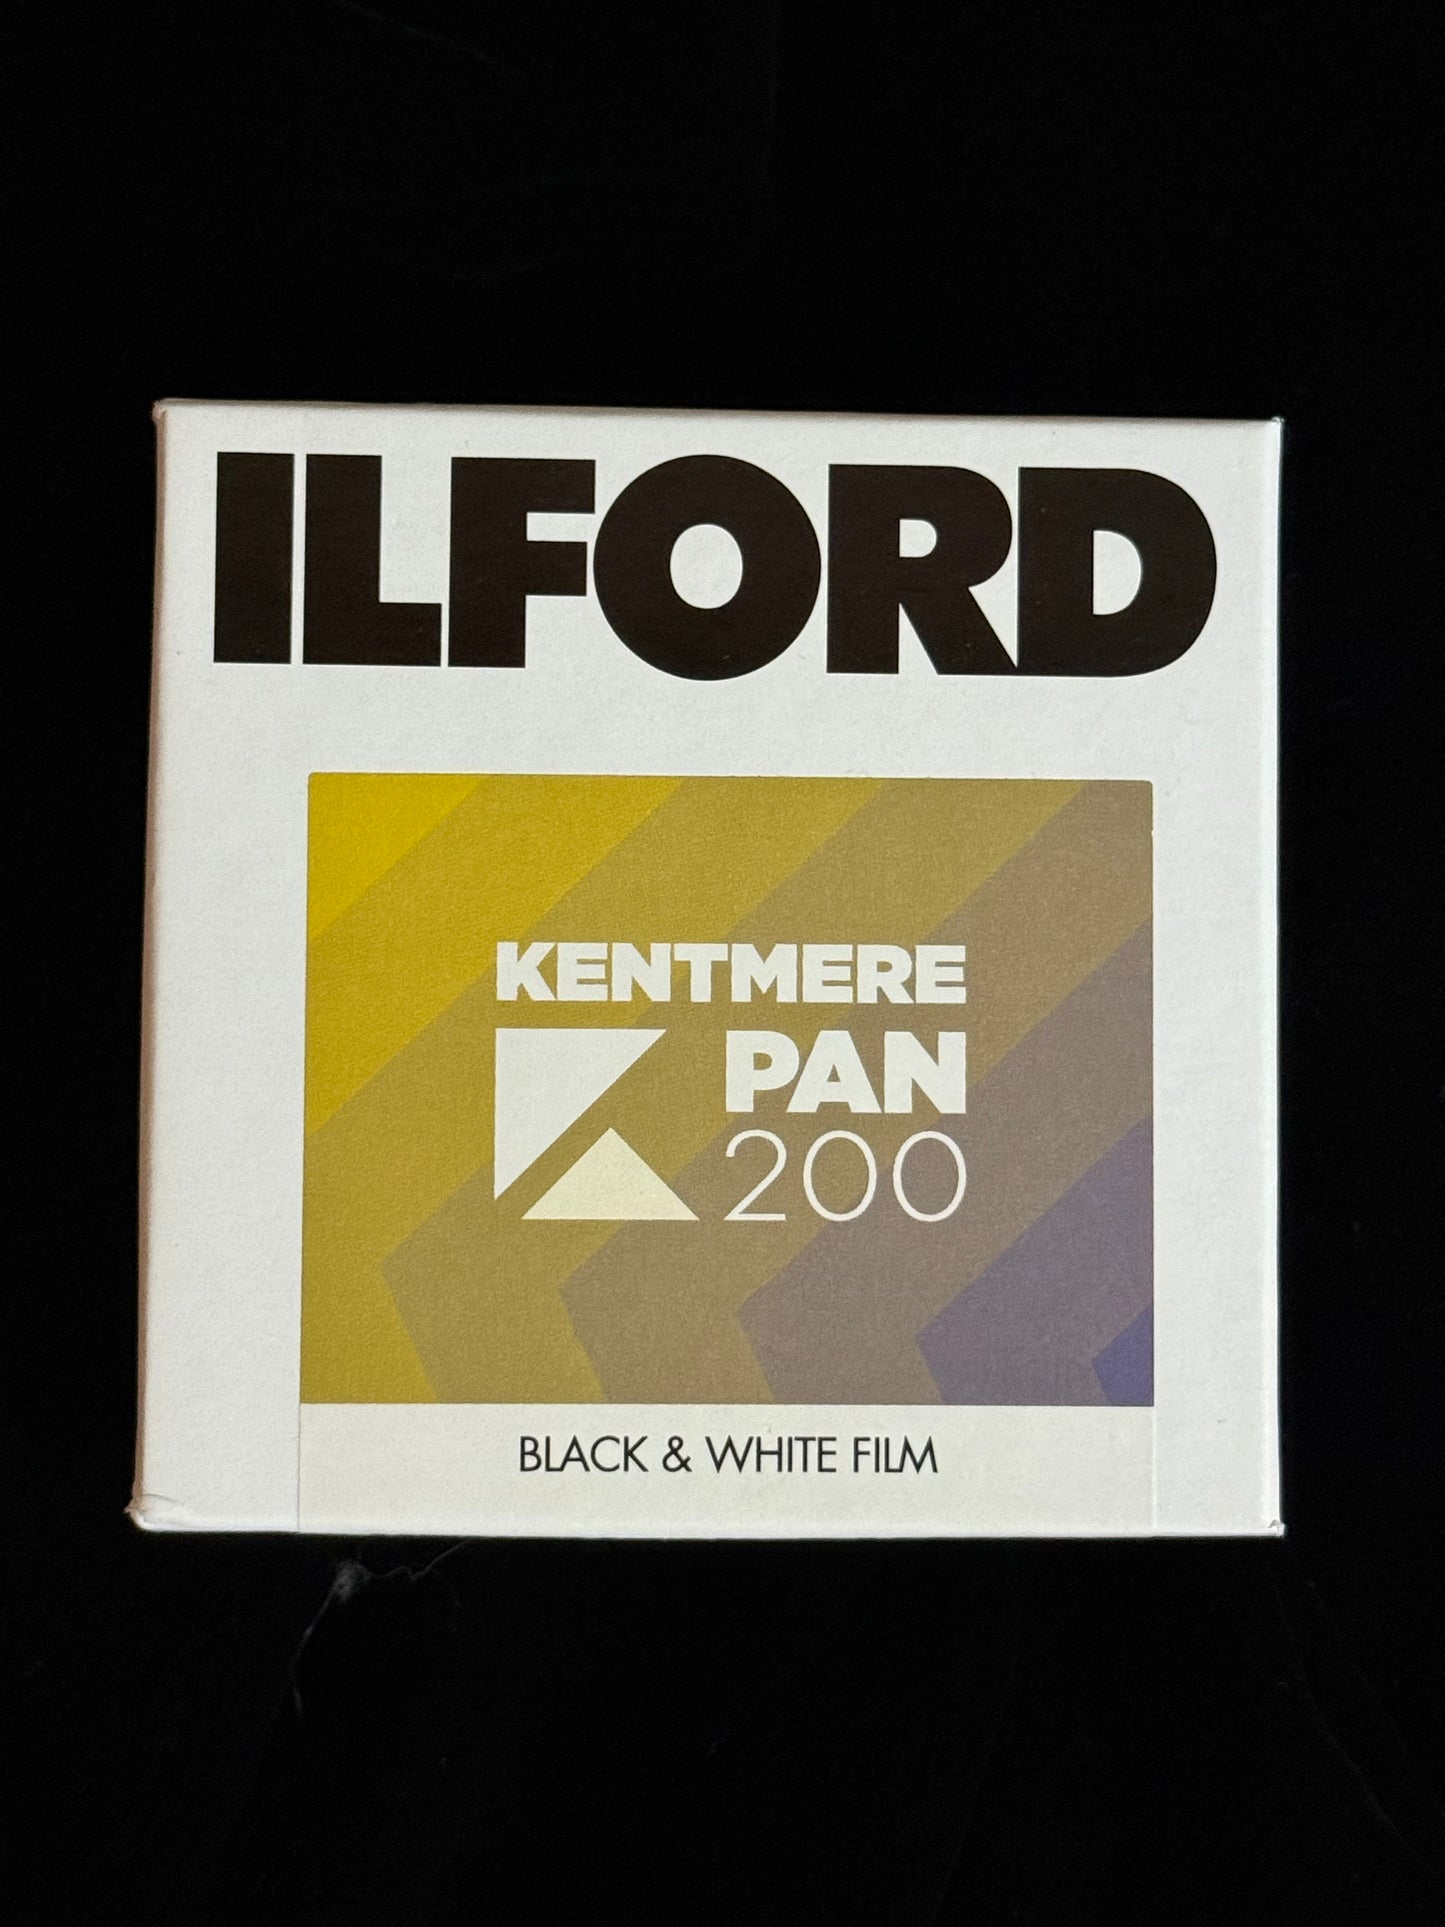 ILFORD
KENTMERE
PAN
200
BLACK & WHITE FILM